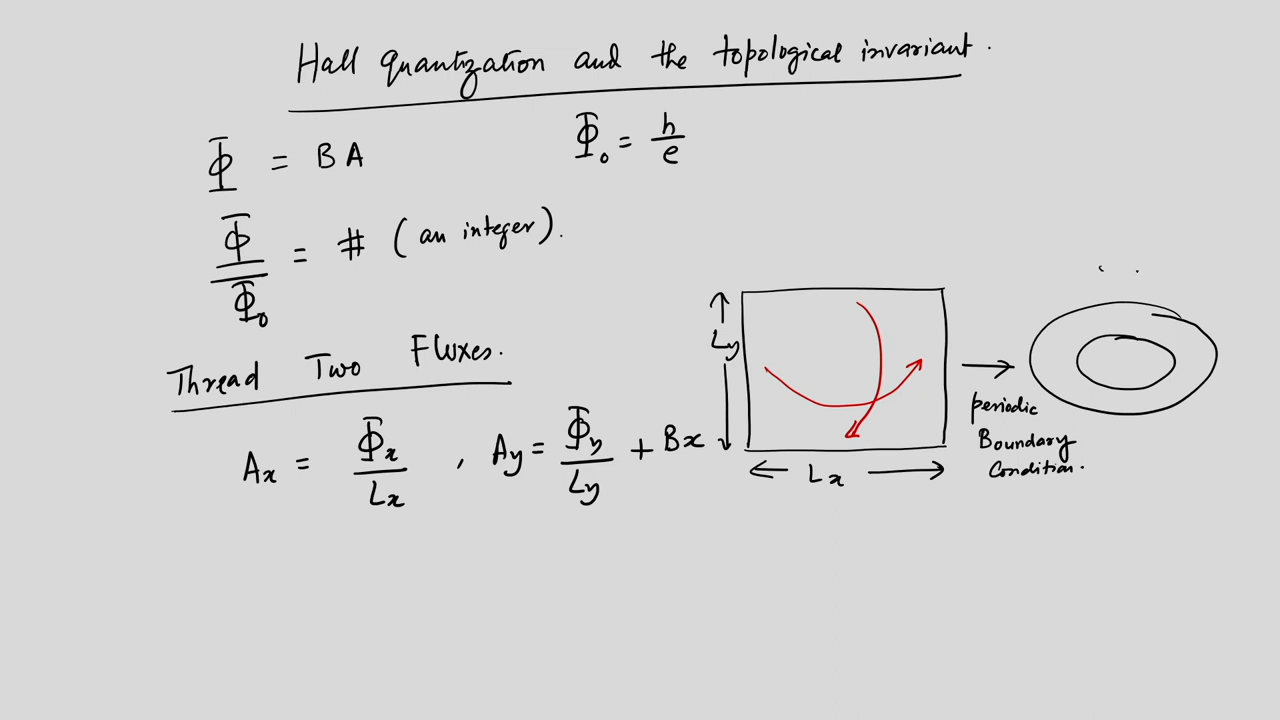 Hall quantization and the topological invariant.
Φ = BA
Φ₀ = h/e
Φ/Φ₀ = # (an integer).
Thread Two Fluxes.
Ax = Φx/Lx , Ay = Φy/Ly + Bx
Ly
Lx
periodic
Boundary
Condition.